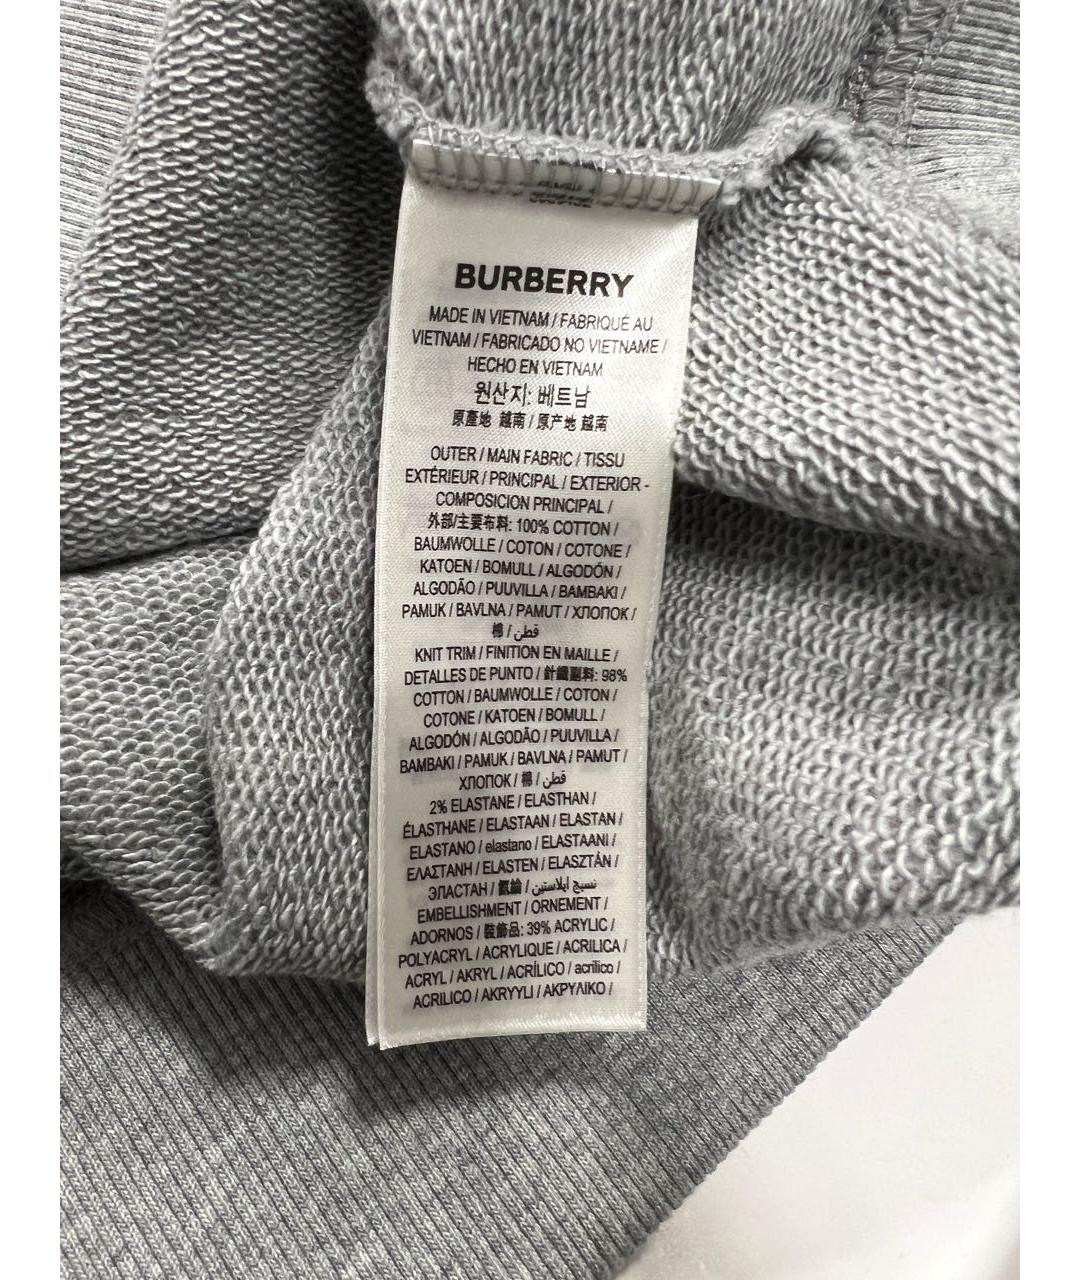 BURBERRY
MADE IN VIETNAM / FABRIQUÉ AU
VIETNAM / FABRICADO NO VIETNAME /
HECHO EN VIETNAM
원산지: 베트남
原產地 越南 / 原产地 越南
OUTER / MAIN FABRIC / TISSU
EXTÉRIEUR / PRINCIPAL / EXTERIOR -
COMPOSICION PRINCIPAL /
外部/主要布料: 100% COTTON /
BAUMWOLLE / COTON / COTONE /
KATOEN / BOMULL / ALGODÓN /
ALGODÃO / PUUVILLA / BAMBAKI /
PAMUK / BAVLNA / PAMUT / ХЛОПОК /
棉 / قطن
KNIT TRIM / FINITION EN MAILLE /
DETALLES DE PUNTO / 針織副料: 98%
COTTON / BAUMWOLLE / COTON /
COTONE / KATOEN / BOMULL /
ALGODÓN / ALGODÃO / PUUVILLA /
BAMBAKI / PAMUK / BAVLNA / PAMUT /
ХЛОПОК / 棉 / قطن
2% ELASTANE / ELASTHAN /
ÉLASTHANE / ELASTAAN / ELASTAN /
ELASTANO / elastano / ELASTAANI /
ΕΛΑΣΤΑΝΗ / ELASTEN / ELASZTÁN /
ЭЛАСТАН / / نسيج ايلاستين
EMBELLISHMENT / ORNEMENT /
ADORNOS / 裝飾品: 39% ACRYLIC /
POLYACRYL / ACRYLIQUE / ACRILICA /
ACRYL / AKRYL / ACRÍLICO / acrílico /
ACRILICO / AKRYYLI / ΑΚΡΥΛΙΚΟ /